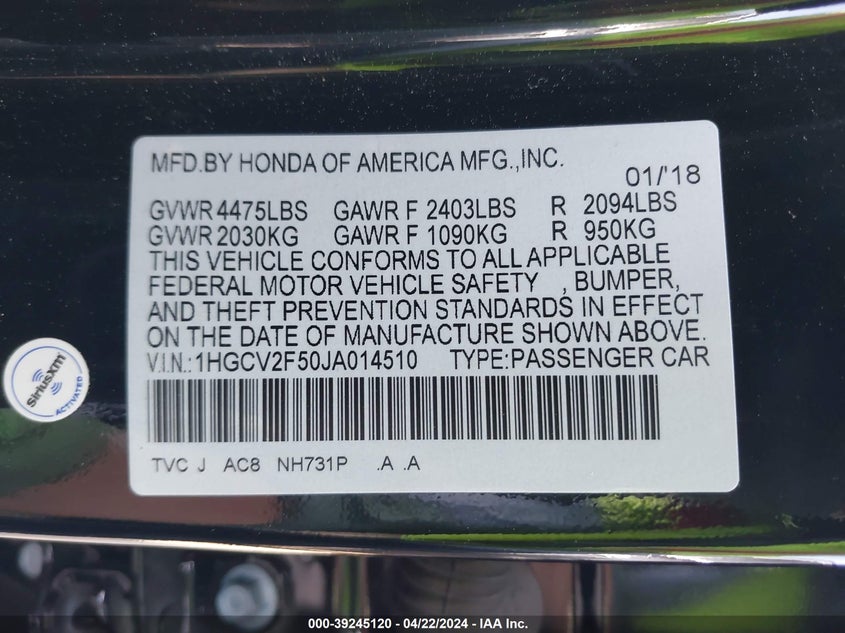 MFD.BY HONDA OF AMERICA MFG.,INC.
01/'18
GVWR 4475LBS GAWR F 2403LBS R 2094LBS
GVWR 2030KG GAWR F 1090KG R 950KG
THIS VEHICLE CONFORMS TO ALL APPLICABLE
FEDERAL MOTOR VEHICLE SAFETY , BUMPER,
AND THEFT PREVENTION STANDARDS IN EFFECT
ON THE DATE OF MANUFACTURE SHOWN ABOVE.
V.I.N.:1HGCV2F50JA014510 TYPE:PASSENGER CAR
TVC J AC8 NH731P .A .A
SiriusXM
ACTIVATED
000-39245120 - 04/22/2024 - IAA Inc.